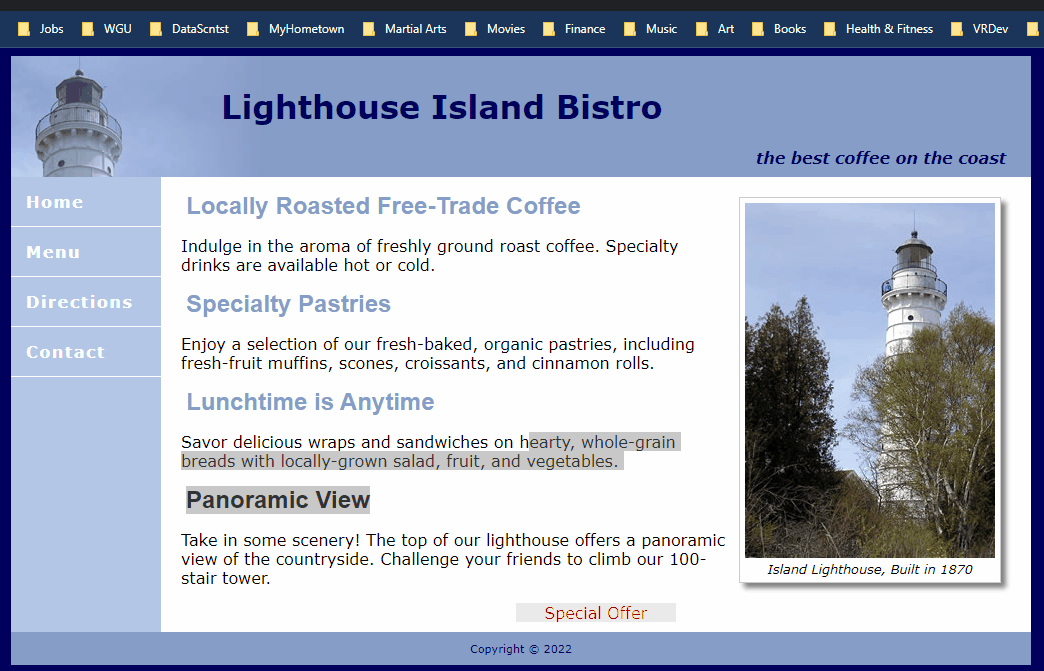 Jobs WGU DataScntst MyHometown Martial Arts Movies Finance Music Art Books Health & Fitness VRDev
Lighthouse Island Bistro
the best coffee on the coast
Home
Menu
Directions
Contact
Locally Roasted Free-Trade Coffee
Indulge in the aroma of freshly ground roast coffee. Specialty
drinks are available hot or cold.
Specialty Pastries
Enjoy a selection of our fresh-baked, organic pastries, including
fresh-fruit muffins, scones, croissants, and cinnamon rolls.
Lunchtime is Anytime
Savor delicious wraps and sandwiches on hearty, whole-grain
breads with locally-grown salad, fruit, and vegetables.
Panoramic View
Take in some scenery! The top of our lighthouse offers a panoramic
view of the countryside. Challenge your friends to climb our 100-
stair tower.
Special Offer
Island Lighthouse, Built in 1870
Copyright © 2022